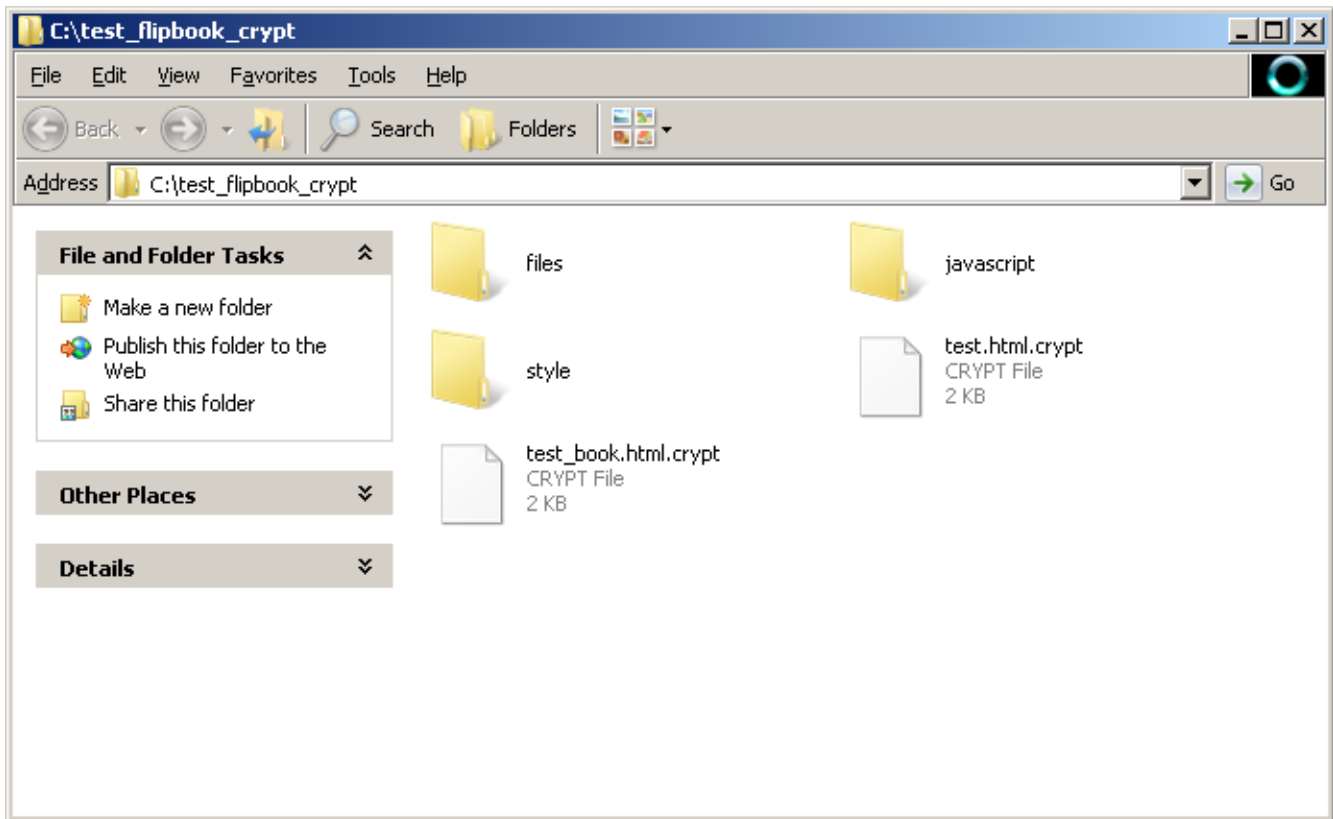 C:\test_flipbook_crypt
File Edit View Favorites Tools Help
Back Search Folders
Address C:\test_flipbook_crypt Go
File and Folder Tasks
Make a new folder
Publish this folder to the
Web
Share this folder
Other Places
Details
files
javascript
style
test.html.crypt
CRYPT File
2 KB
test_book.html.crypt
CRYPT File
2 KB